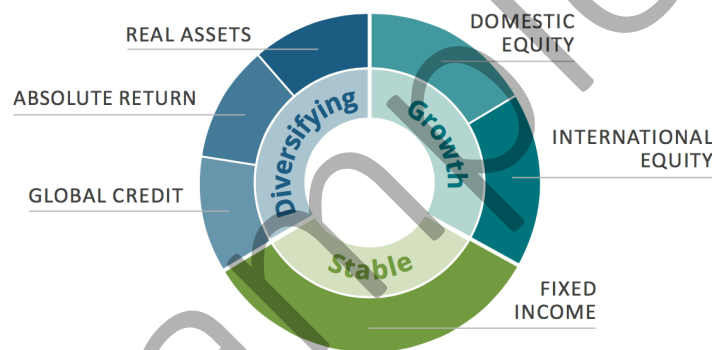 REAL ASSETS
DOMESTIC
EQUITY
ABSOLUTE RETURN
INTERNATIONAL
EQUITY
GLOBAL CREDIT
FIXED
INCOME
Diversifying
Growth
Stable